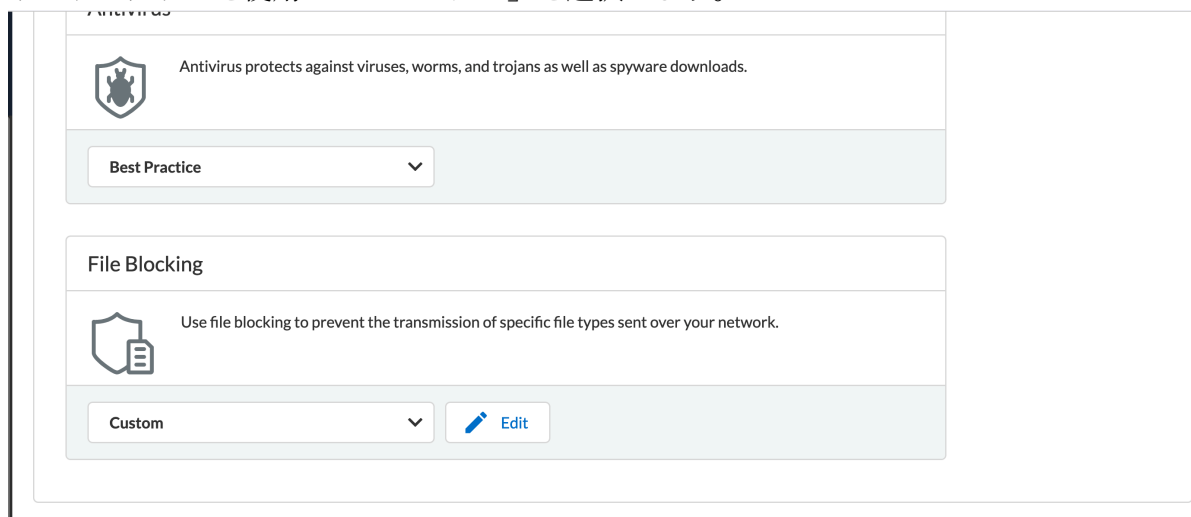 Antivirus
Antivirus protects against viruses, worms, and trojans as well as spyware downloads.
Best Practice
File Blocking
Use file blocking to prevent the transmission of specific file types sent over your network.
Custom
Edit